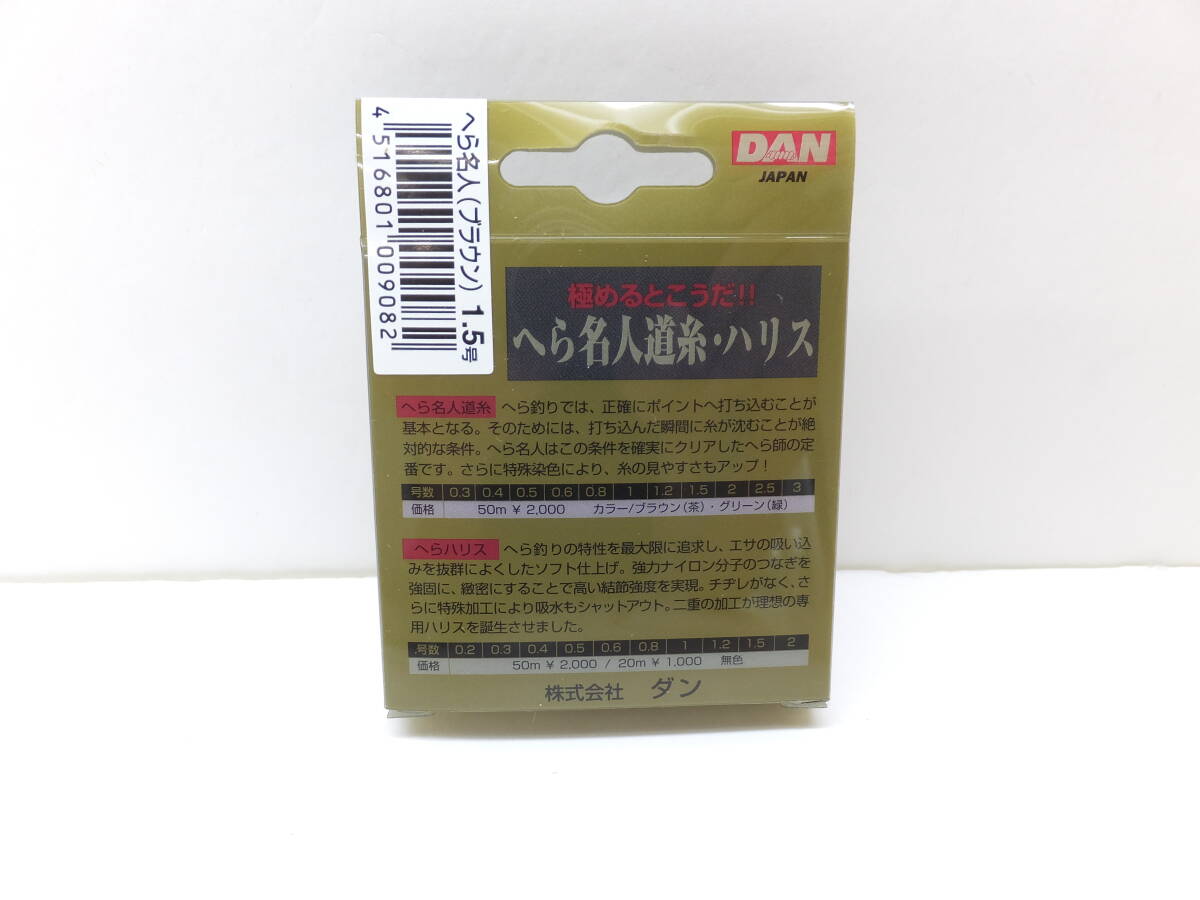 へら名人(ブラウン) 1.5号
4 516801 009082
DAN
JAPAN
極めるとこうだ!!
へら名人道糸・ハリス
へら名人道糸 へら釣りでは、正確にポイントへ打ち込むことが
基本となる。そのためには、打ち込んだ瞬間に糸が沈むことが絶
対的な条件。へら名人はこの条件を確実にクリアしたへら師の定
番です。さらに特殊染色により、糸の見やすさもアップ!
号数 0.3 0.4 0.5 0.6 0.8 1 1.2 1.5 2 2.5 3
価格 50m ¥2,000 カラー/ブラウン(茶)・グリーン(緑)
へらハリス へら釣りの特性を最大限に追求し、エサの吸い込
みを抜群によくしたソフト仕上げ。強力ナイロン分子のつなぎを
強固に、緻密にすることで高い結節強度を実現。チヂレがなく、さ
らに特殊加工により吸水もシャットアウト。二重の加工が理想の専
用ハリスを誕生させました。
号数 0.2 0.3 0.4 0.5 0.6 0.8 1 1.2 1.5 2
価格 50m ¥2,000 / 20m ¥1,000 無色
株式会社 ダン